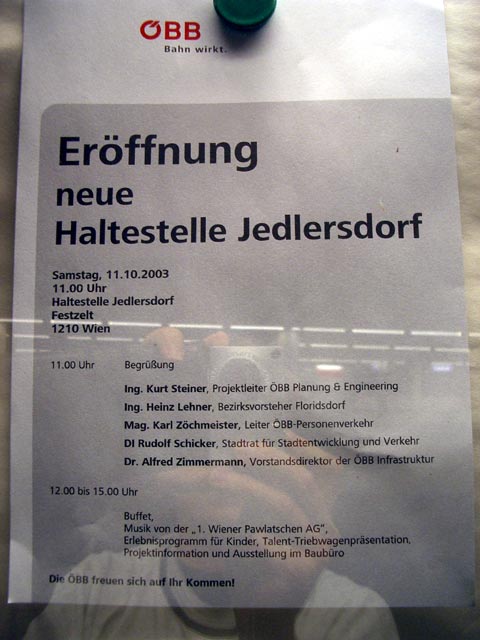 ÖBB
Bahn wirkt.
Eröffnung
neue
Haltestelle Jedlersdorf
Samstag, 11.10.2003
11.00 Uhr
Haltestelle Jedlersdorf
Festzelt
1210 Wien
11.00 Uhr Begrüßung
Ing. Kurt Steiner, Projektleiter ÖBB Planung & Engineering
Ing. Heinz Lehner, Bezirksvorsteher Floridsdorf
Mag. Karl Zöchmeister, Leiter ÖBB-Personenverkehr
DI Rudolf Schicker, Stadtrat für Stadtentwicklung und Verkehr
Dr. Alfred Zimmermann, Vorstandsdirektor der ÖBB Infrastruktur
12.00 bis 15.00 Uhr
Buffet,
Musik von der „1. Wiener Pawlatschen AG",
Erlebnisprogramm für Kinder, Talent-Triebwagenpräsentation,
Projektinformation und Ausstellung im Baubüro
Die ÖBB freuen sich auf Ihr Kommen!